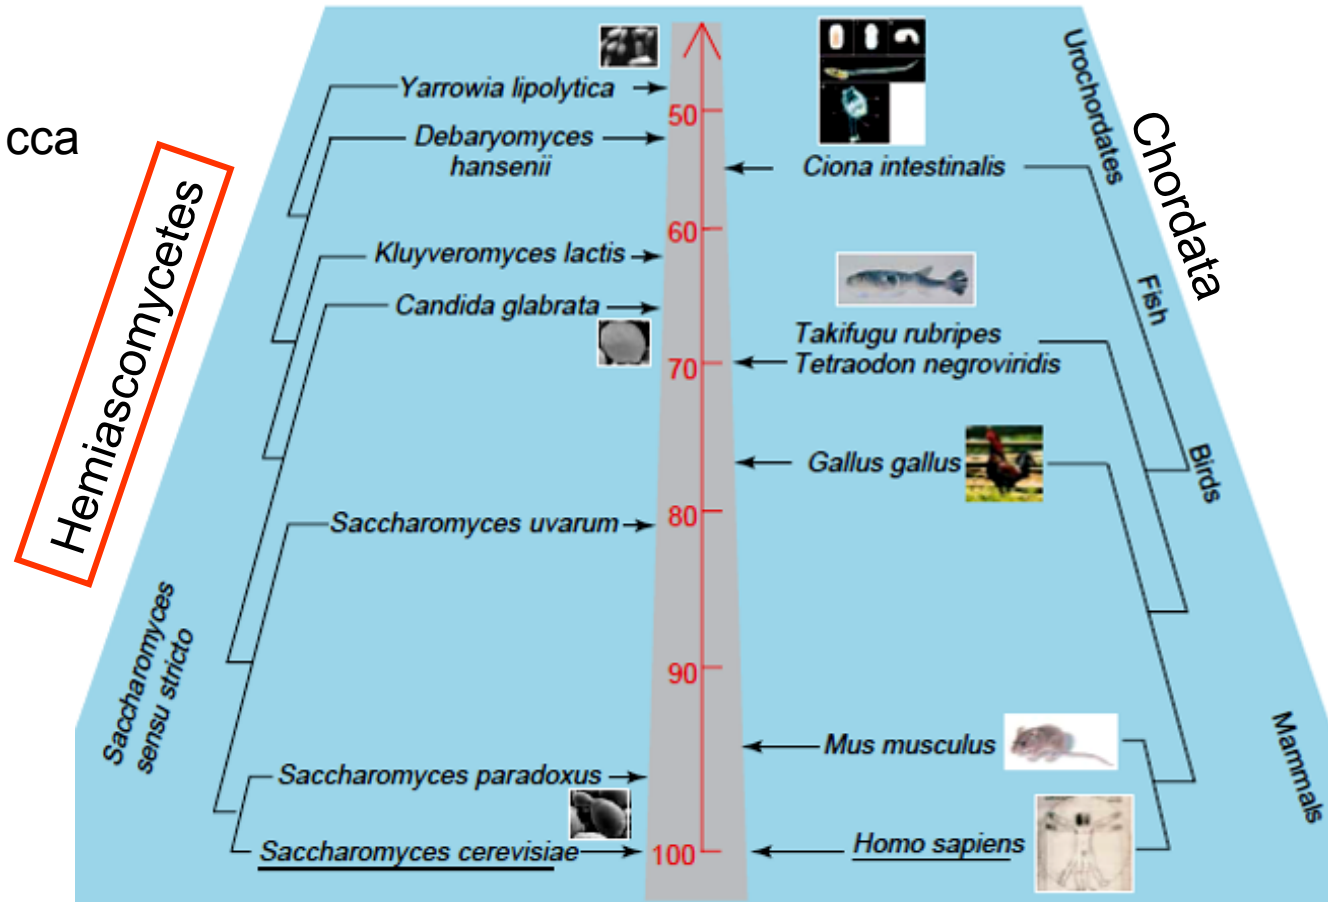 cca
Hemiascomycetes
Yarrowia lipolytica
Debaryomyces
hansenii
Kluyveromyces lactis
Candida glabrata
Saccharomyces uvarum
Saccharomyces
sensu stricto
Saccharomyces paradoxus
Saccharomyces cerevisiae
50
60
70
80
90
100
Ciona intestinalis
Takifugu rubripes
Tetraodon negroviridis
Gallus gallus
Mus musculus
Homo sapiens
Urochordates
Fish
Birds
Mammals
Chordata